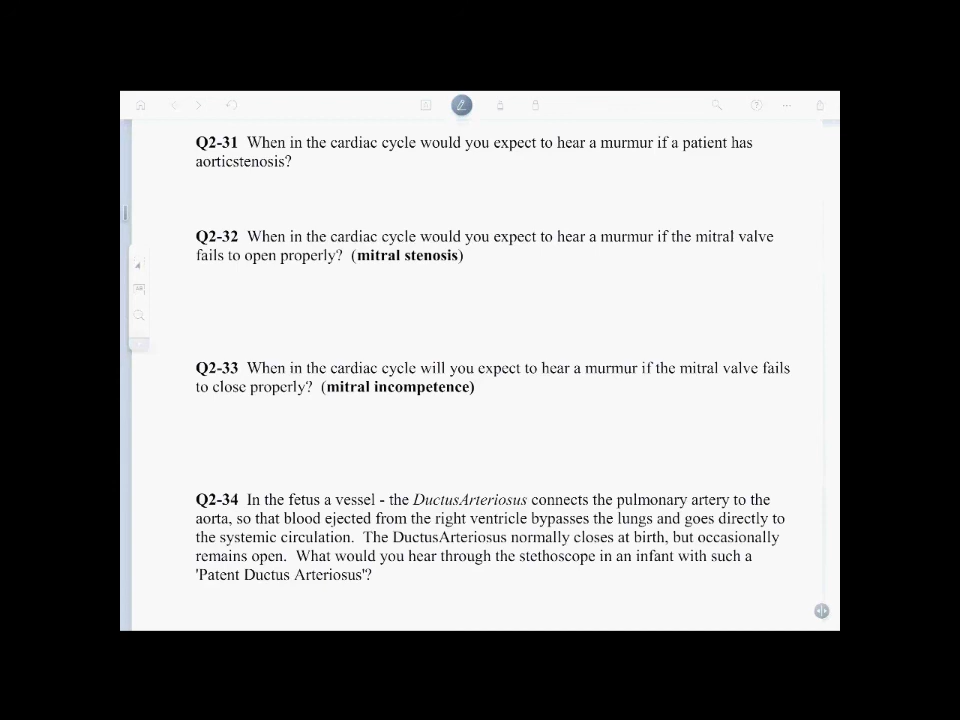 Q2-31 When in the cardiac cycle would you expect to hear a murmur if a patient has
aorticstenosis?
Q2-32 When in the cardiac cycle would you expect to hear a murmur if the mitral valve
fails to open properly? (mitral stenosis)
Q2-33 When in the cardiac cycle will you expect to hear a murmur if the mitral valve fails
to close properly? (mitral incompetence)
Q2-34 In the fetus a vessel - the DuctusArteriosus connects the pulmonary artery to the
aorta, so that blood ejected from the right ventricle bypasses the lungs and goes directly to
the systemic circulation. The DuctusArteriosus normally closes at birth, but occasionally
remains open. What would you hear through the stethoscope in an infant with such a
'Patent Ductus Arteriosus'?